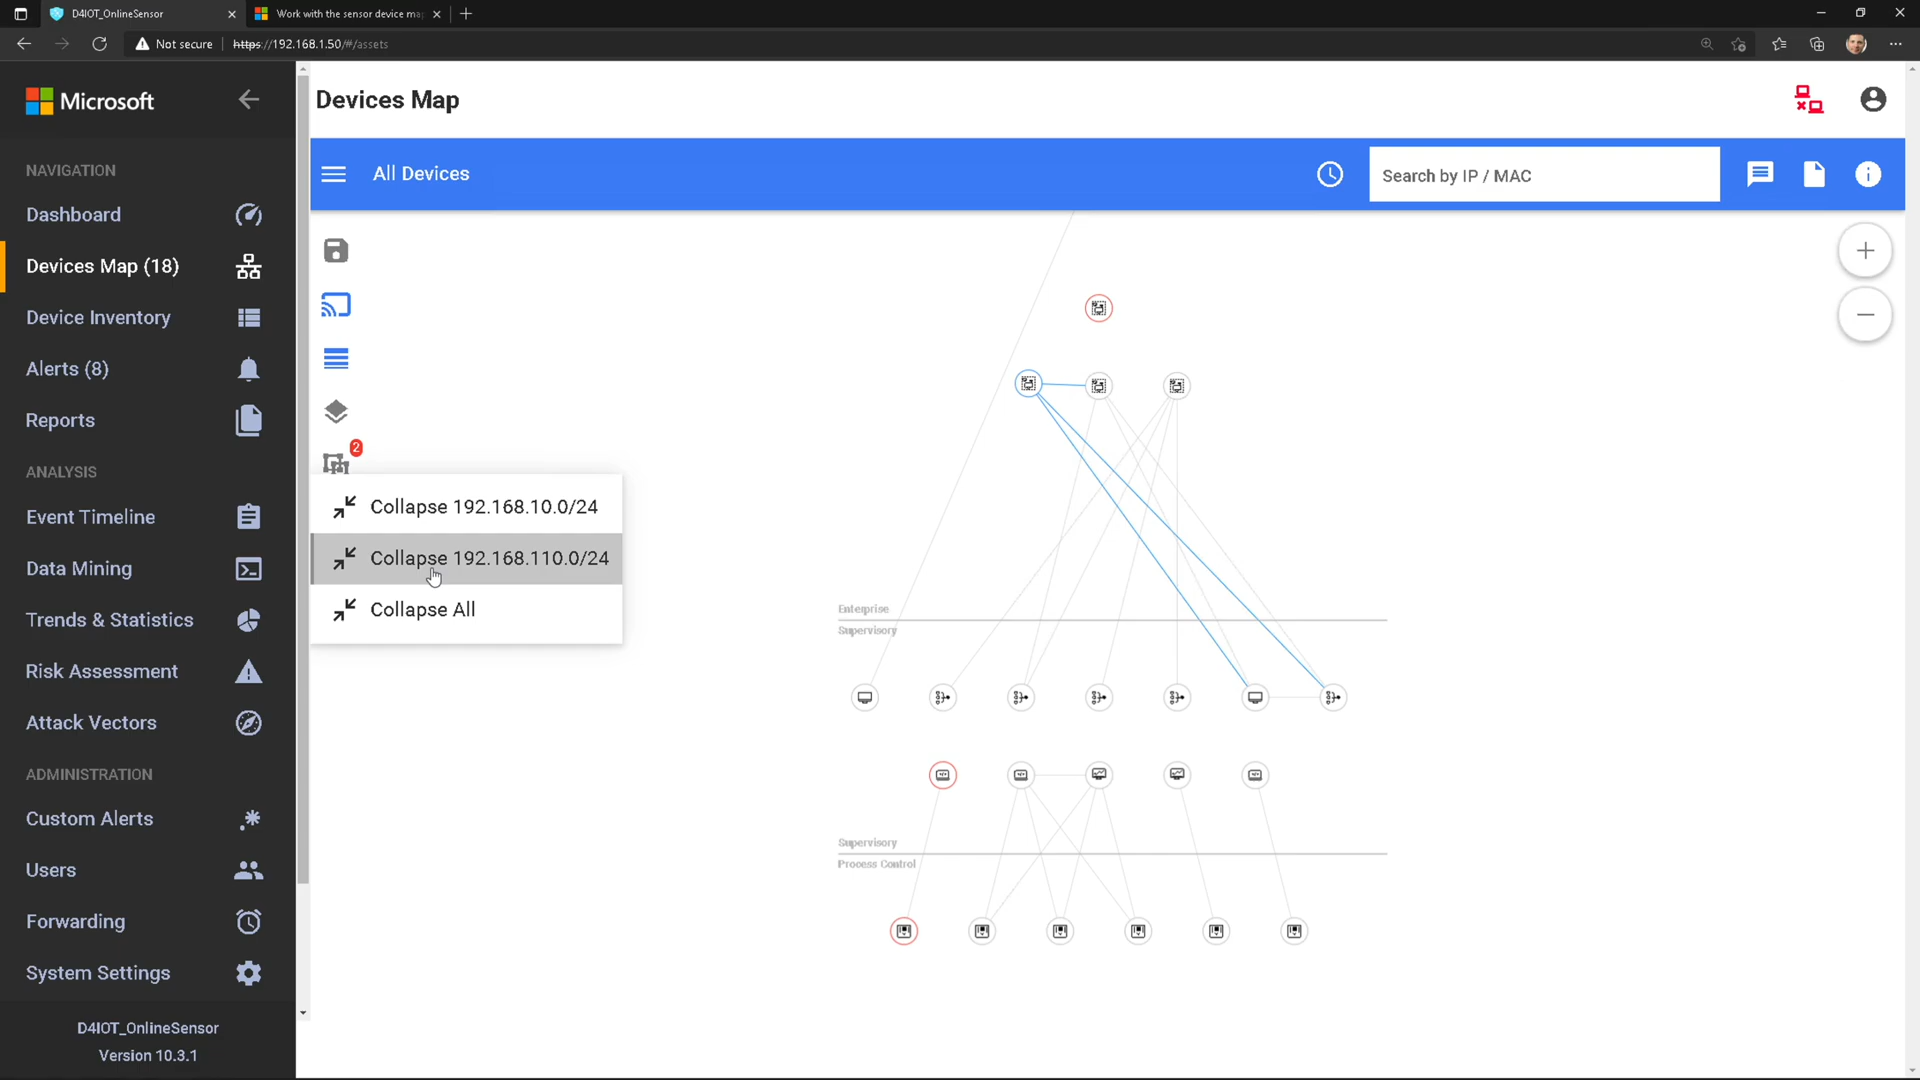 D4IOT_OnlineSensor
Work with the sensor device ma
Not secure
https://192.168.1.50/#/assets
Microsoft
Devices Map
All Devices
Search by IP / MAC
NAVIGATION
Dashboard
Devices Map (18)
Device Inventory
Alerts (8)
Reports
ANALYSIS
Event Timeline
Data Mining
Trends & Statistics
Risk Assessment
Attack Vectors
ADMINISTRATION
Custom Alerts
Users
Forwarding
System Settings
D4IOT_OnlineSensor
Version 10.3.1
2
Collapse 192.168.10.0/24
Collapse 192.168.110.0/24
Collapse All
Enterprise
Supervisory
Supervisory
Process Control